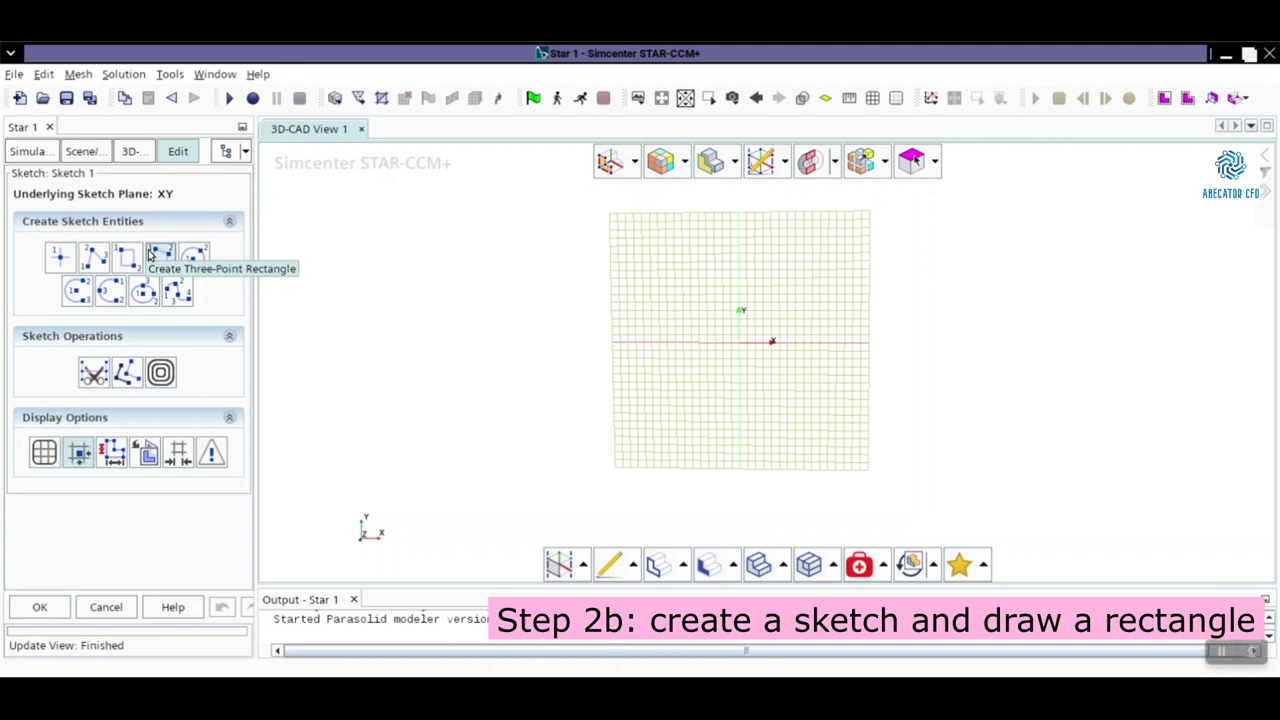 Star 1 - Simcenter STAR-CCM+
File Edit Mesh Solution Tools Window Help
Star 1
3D-CAD View 1
Simula... Scene/... 3D-... Edit
Simcenter STAR-CCM+
ABECATOR CFD
Sketch: Sketch 1
Underlying Sketch Plane: XY
Create Sketch Entities
Create Three-Point Rectangle
Sketch Operations
Display Options
Y
X
Y
Z
X
OK Cancel Help
Output - Star 1
Started Parasolid modeler versio
Step 2b: create a sketch and draw a rectangle
Update View: Finished